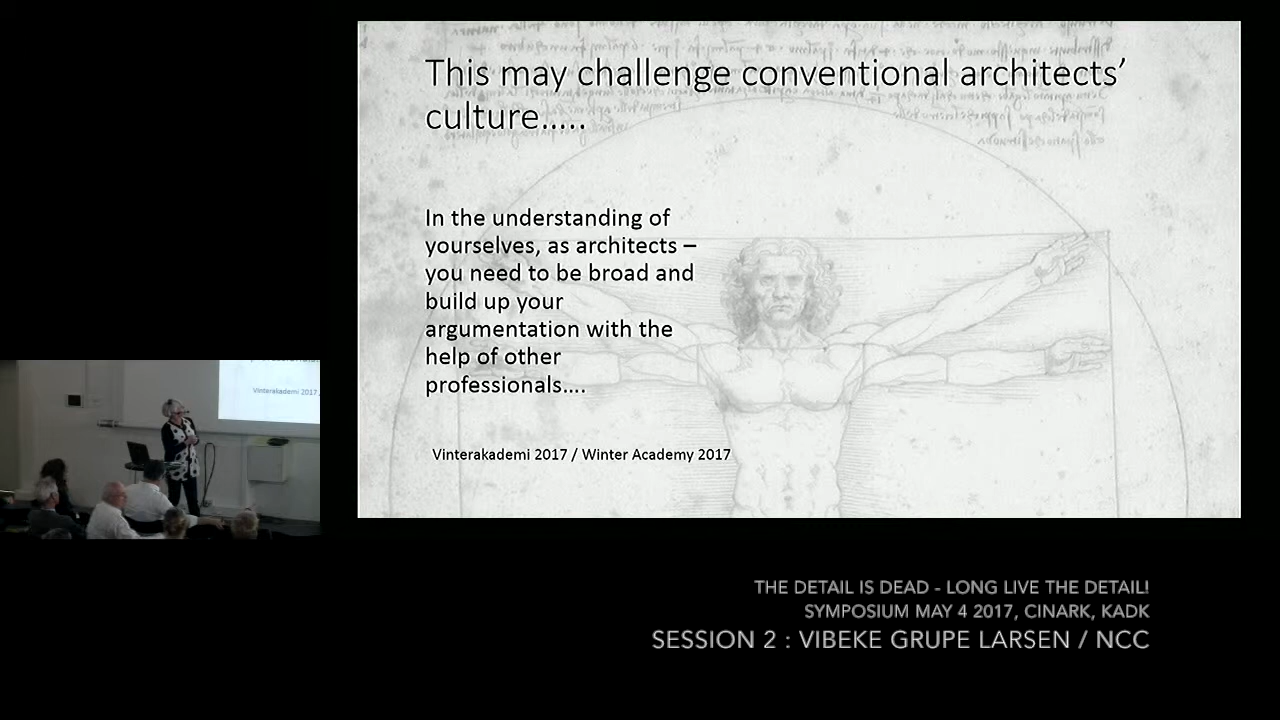 This may challenge conventional architects’
culture.....
In the understanding of
yourselves, as architects –
you need to be broad and
build up your
argumentation with the
help of other
professionals....
Vinterakademi 2017 / Winter Academy 2017
Vinterakademi 2017,
THE DETAIL IS DEAD - LONG LIVE THE DETAIL!
SYMPOSIUM MAY 4 2017, CINARK, KADK
SESSION 2 : VIBEKE GRUPE LARSEN / NCC